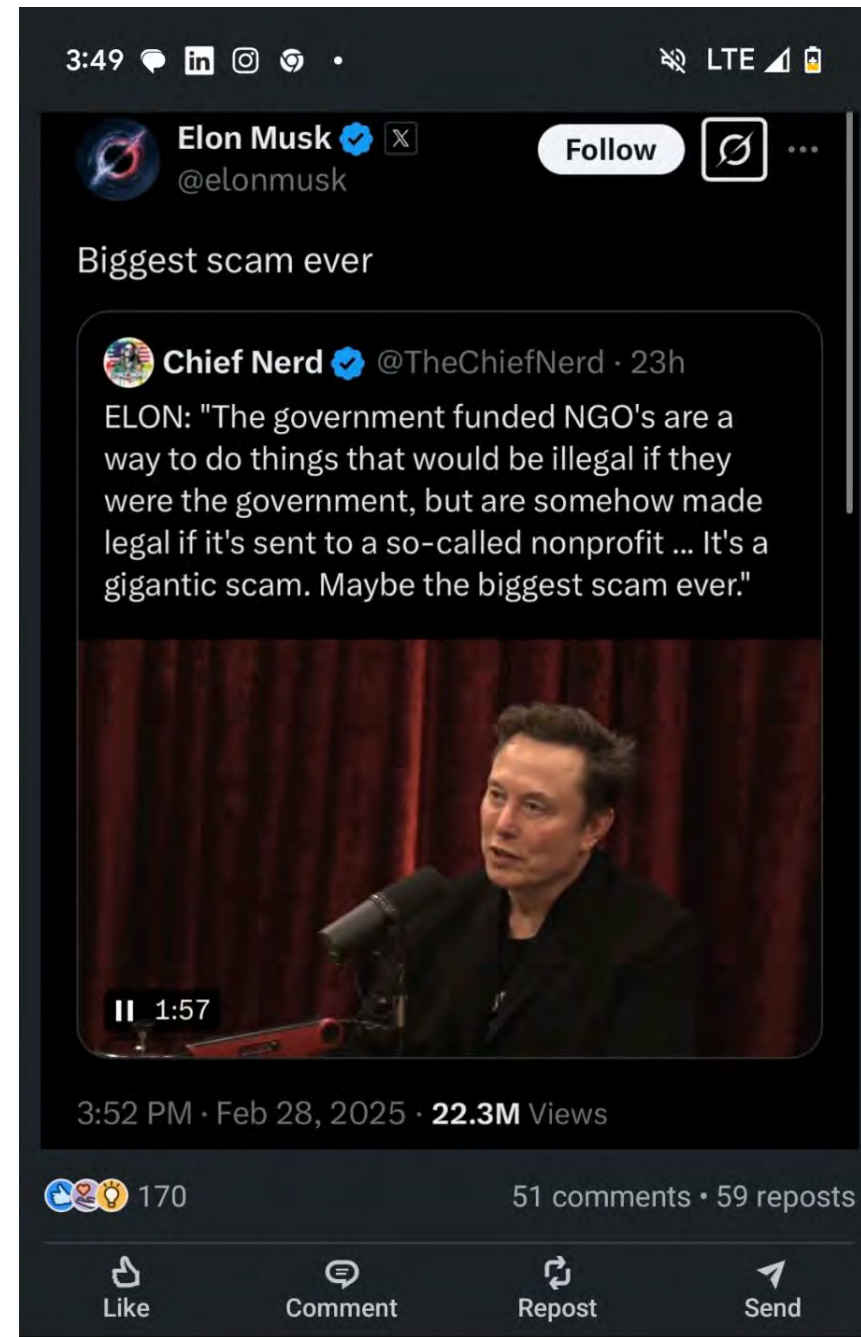 3:49 in LTE
Elon Musk X Follow
@elonmusk
Biggest scam ever
Chief Nerd @TheChiefNerd · 23h
ELON: "The government funded NGO's are a
way to do things that would be illegal if they
were the government, but are somehow made
legal if it's sent to a so-called nonprofit ... It's a
gigantic scam. Maybe the biggest scam ever."
1:57
3:52 PM · Feb 28, 2025 · 22.3M Views
170 51 comments • 59 reposts
Like Comment Repost Send